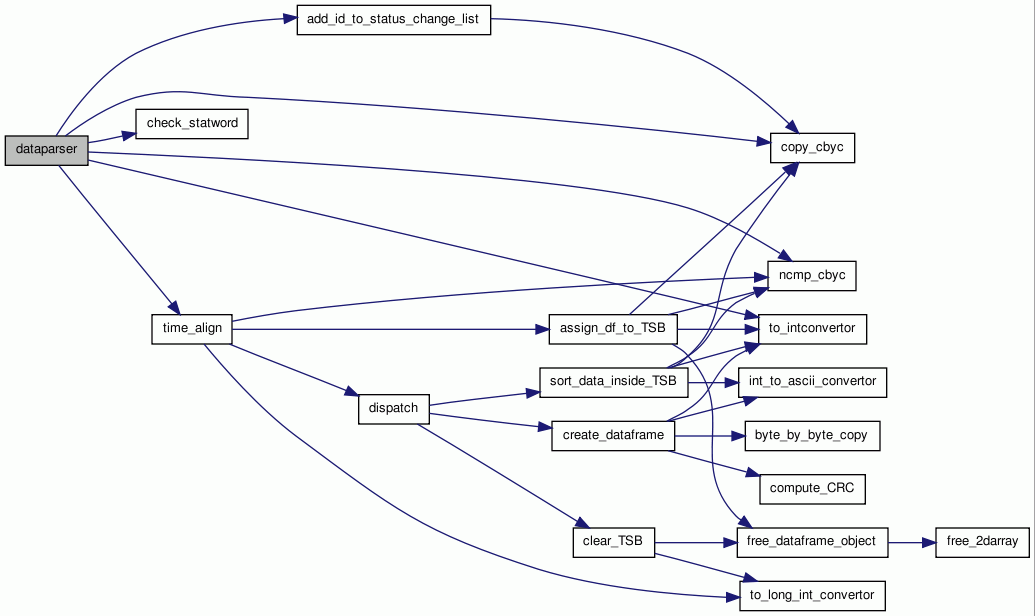 add_id_to_status_change_list
check_statword
copy_cbyc
dataparser
ncmp_cbyc
time_align
assign_df_to_TSB
to_intconvertor
sort_data_inside_TSB
int_to_ascii_convertor
dispatch
create_dataframe
byte_by_byte_copy
compute_CRC
clear_TSB
free_dataframe_object
free_2darray
to_long_int_convertor